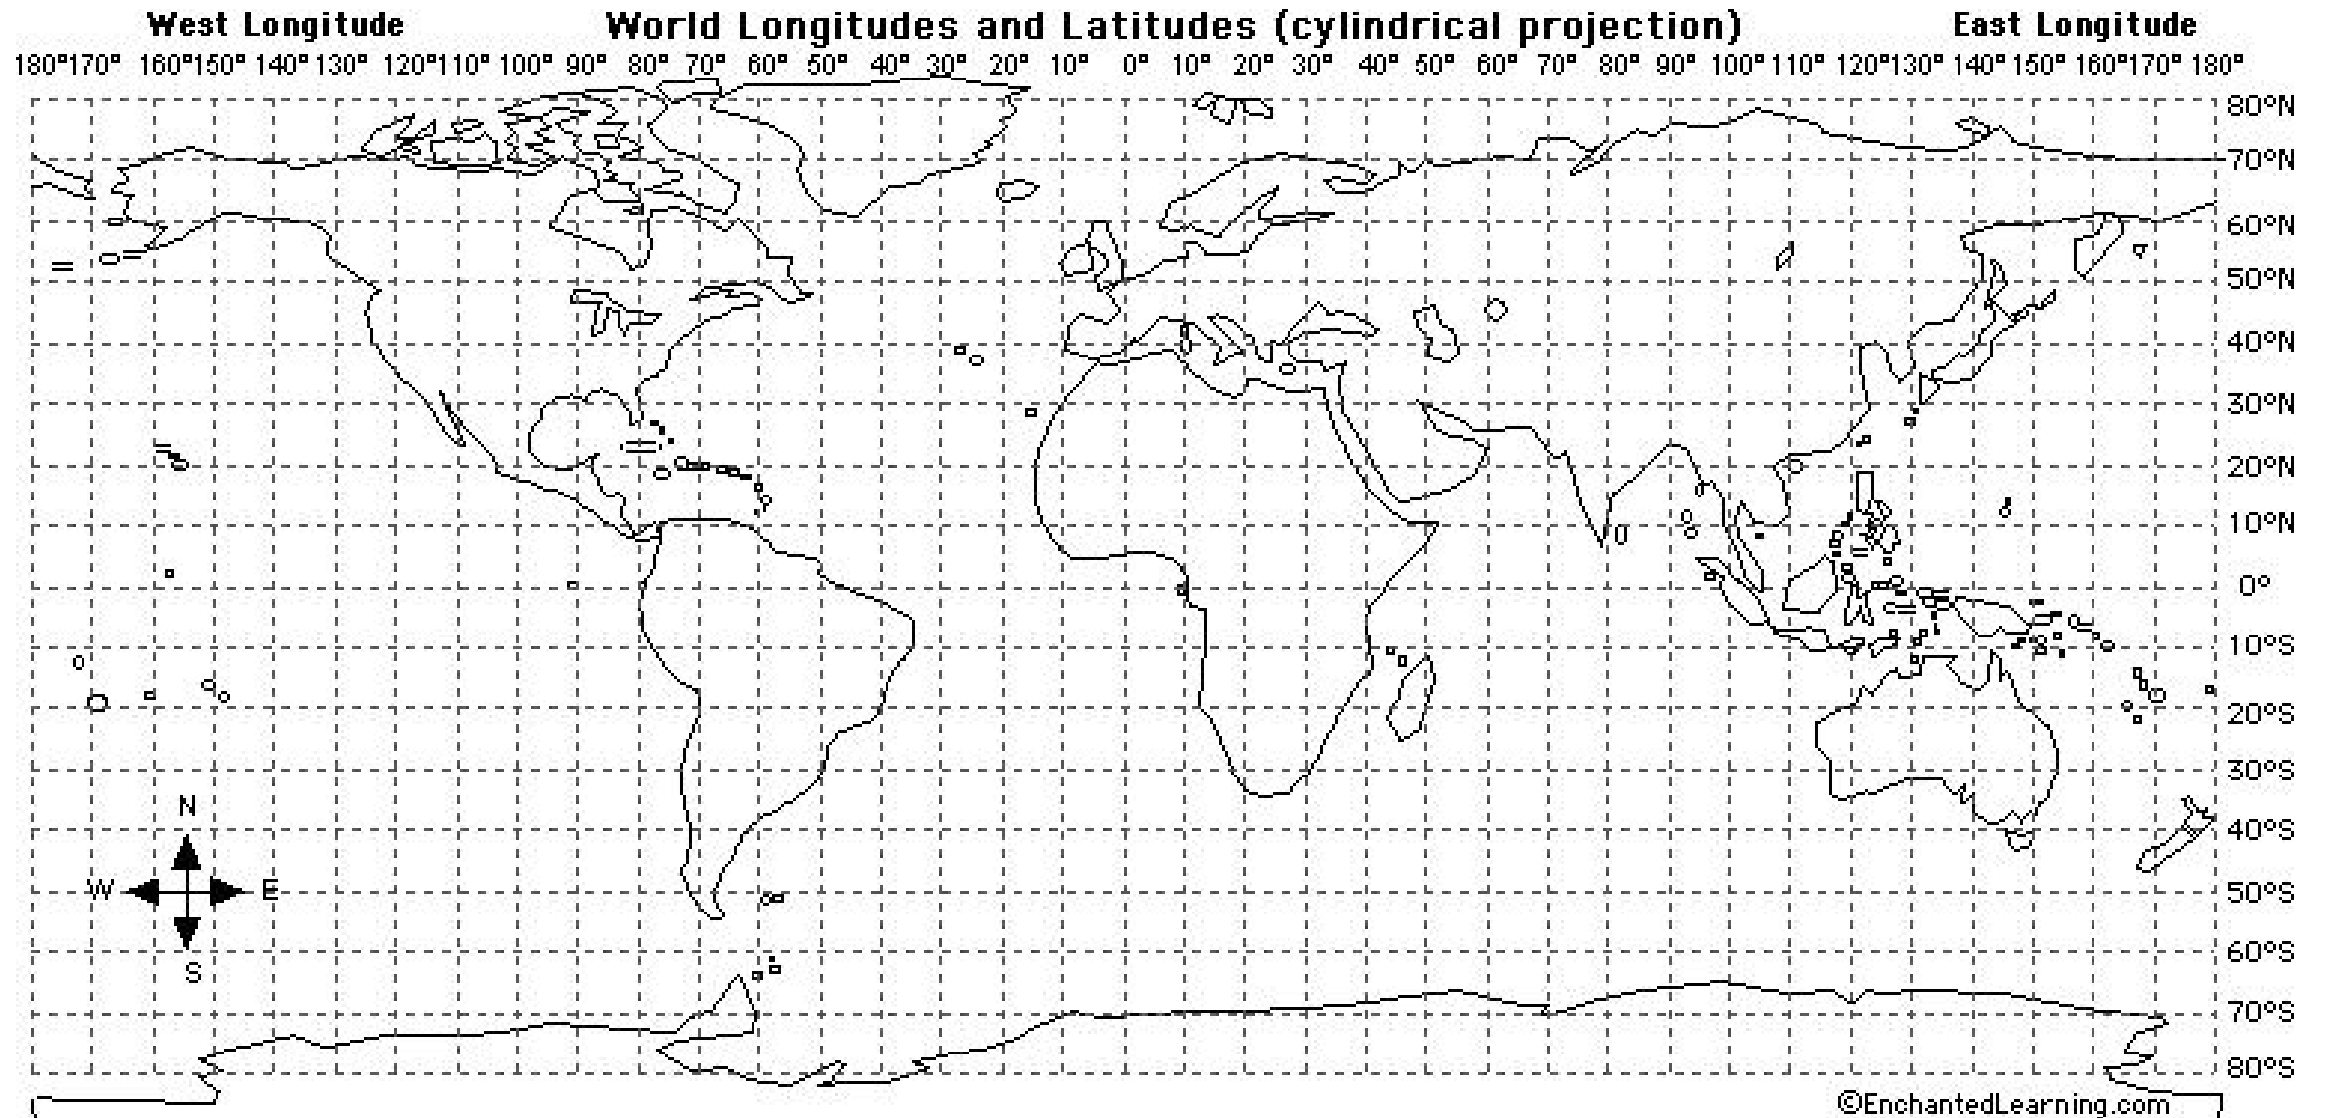 West Longitude World Longitudes and Latitudes (cylindrical projection) East Longitude
180° 170° 160° 150° 140° 130° 120° 110° 100° 90° 80° 70° 60° 50° 40° 30° 20° 10° 0° 10° 20° 30° 40° 50° 60° 70° 80° 90° 100° 110° 120° 130° 140° 150° 160° 170° 180°
80°N
70°N
60°N
50°N
40°N
30°N
20°N
10°N
0°
10°S
20°S
30°S
N
40°S
W E 50°S
60°S
S
70°S
80°S
©EnchantedLearning.com